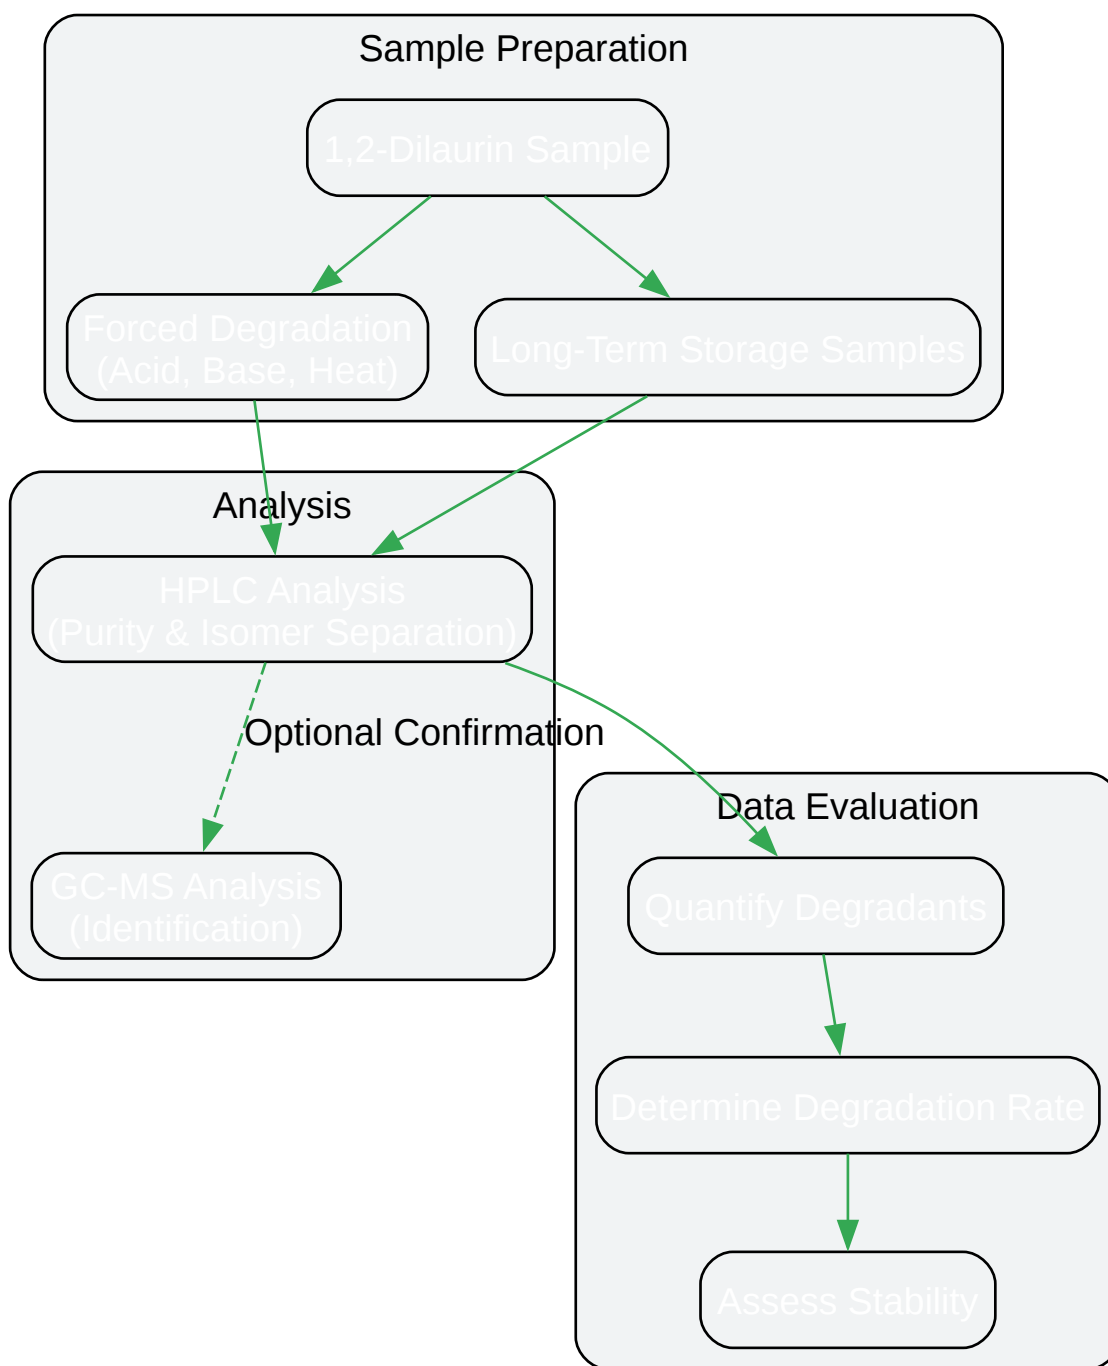 Sample Preparation
1,2-Dilaurin Sample
Forced Degradation
(Acid, Base, Heat)
Long-Term Storage Samples
Analysis
HPLC Analysis
(Purity & Isomer Separation)
Optional Confirmation
GC-MS Analysis
(Identification)
Data Evaluation
Quantify Degradants
Determine Degradation Rate
Assess Stability